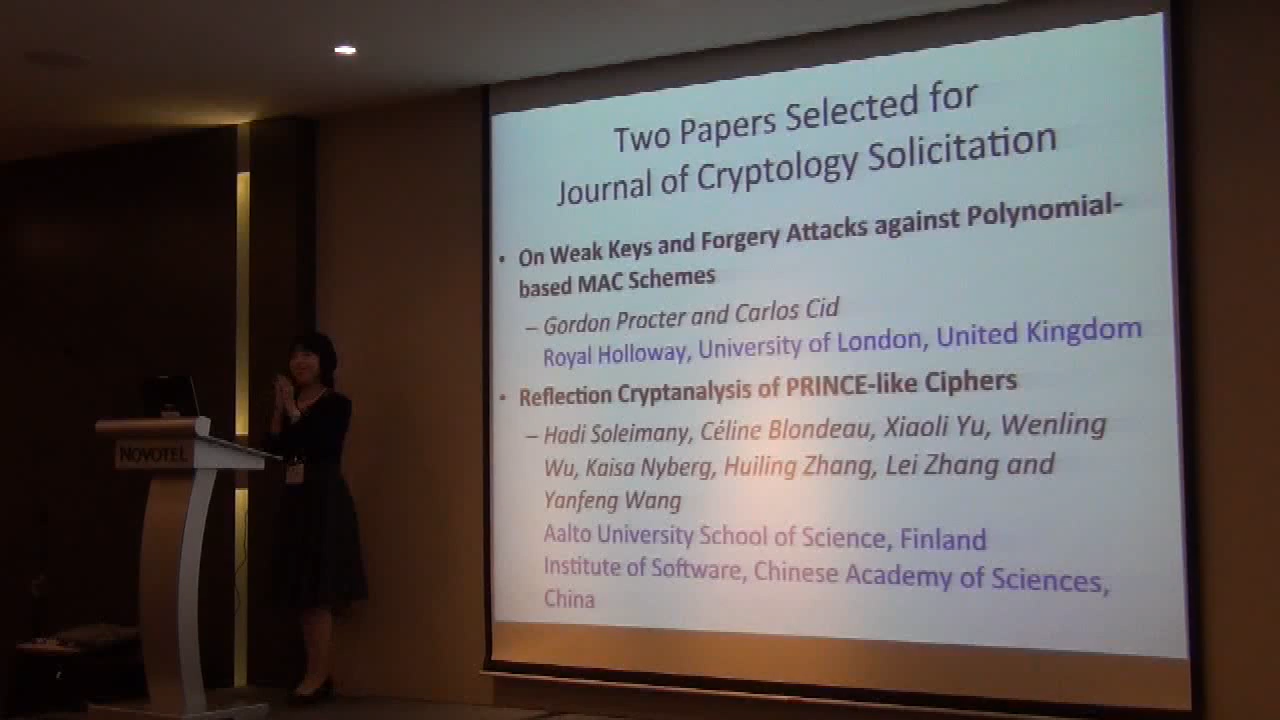 Two Papers Selected for
Journal of Cryptology Solicitation
• On Weak Keys and Forgery Attacks against Polynomial-
based MAC Schemes
– Gordon Procter and Carlos Cid
Royal Holloway, University of London, United Kingdom
• Reflection Cryptanalysis of PRINCE-like Ciphers
– Hadi Soleimany, Céline Blondeau, Xiaoli Yu, Wenling
Wu, Kaisa Nyberg, Huiling Zhang, Lei Zhang and
Yanfeng Wang
Aalto University School of Science, Finland
Institute of Software, Chinese Academy of Sciences,
China
NOVOTEL